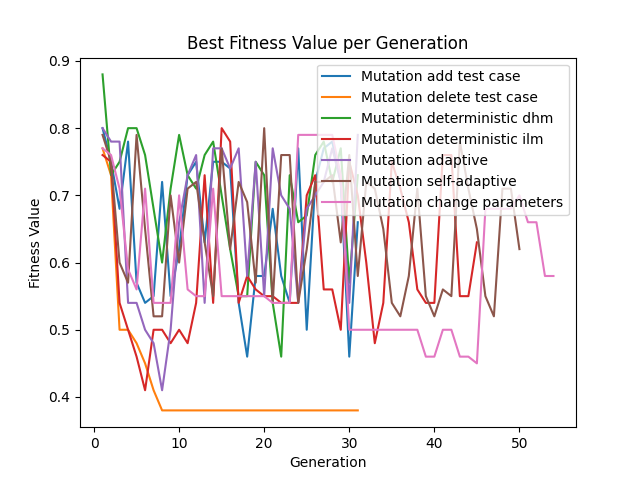 Best Fitness Value per Generation
0.9
0.8
0.7
0.6
0.5
0.4
Fitness Value
Mutation add test case
Mutation delete test case
Mutation deterministic dhm
Mutation deterministic ilm
Mutation adaptive
Mutation self-adaptive
Mutation change parameters
0 10 20 30 40 50
Generation